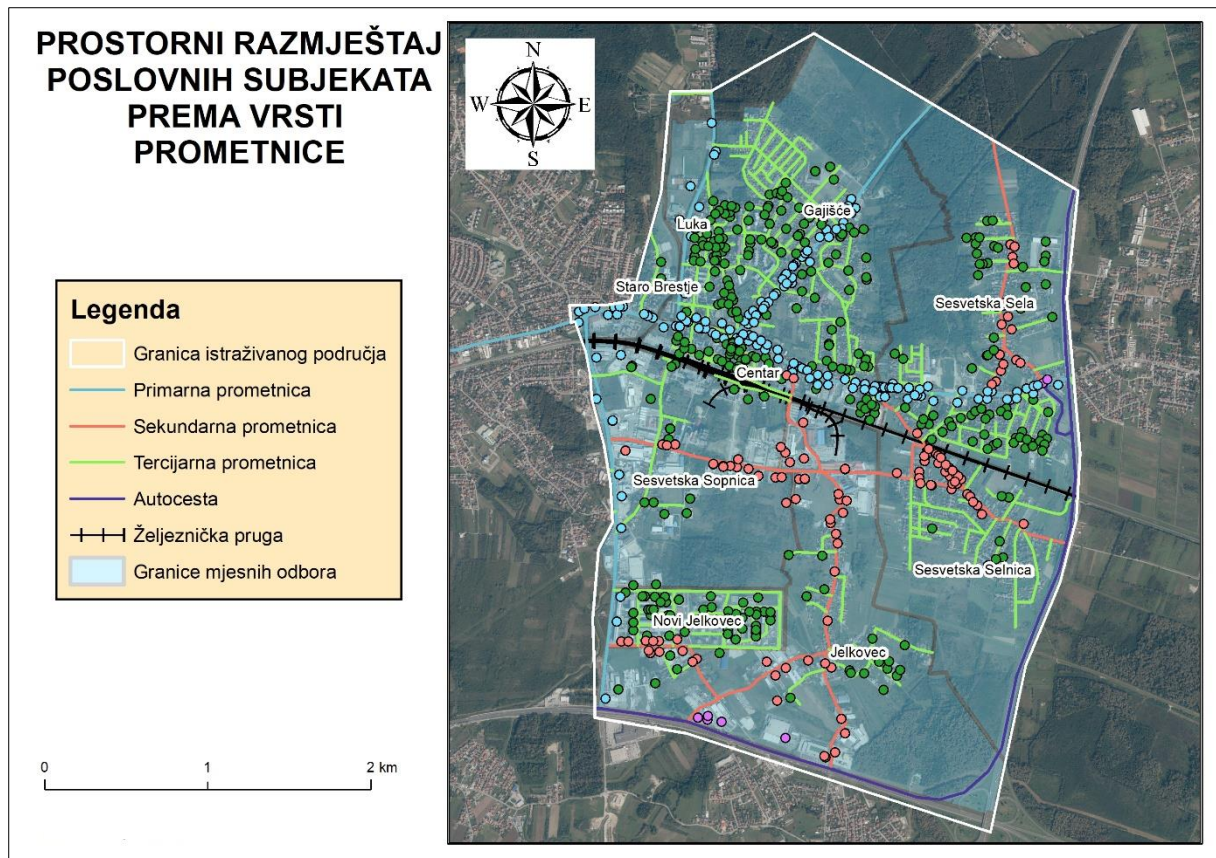 PROSTORNI RAZMJEŠTAJ
POSLOVNIH SUBJEKATA
PREMA VRSTI
PROMETNICE
Legenda
Granica istraživanog područja
Primarna prometnica
Sekundarna prometnica
Tercijarna prometnica
Autocesta
Željeznička pruga
Granice mjesnih odbora
0 1 2 km
N
W E
S
Gajišće
Luka
Staro Brestje
Sesvetska Sela
Centar
Sesvetska Sopnica
Sesvetska Selnica
Novi Jelkovec
Jelkovec